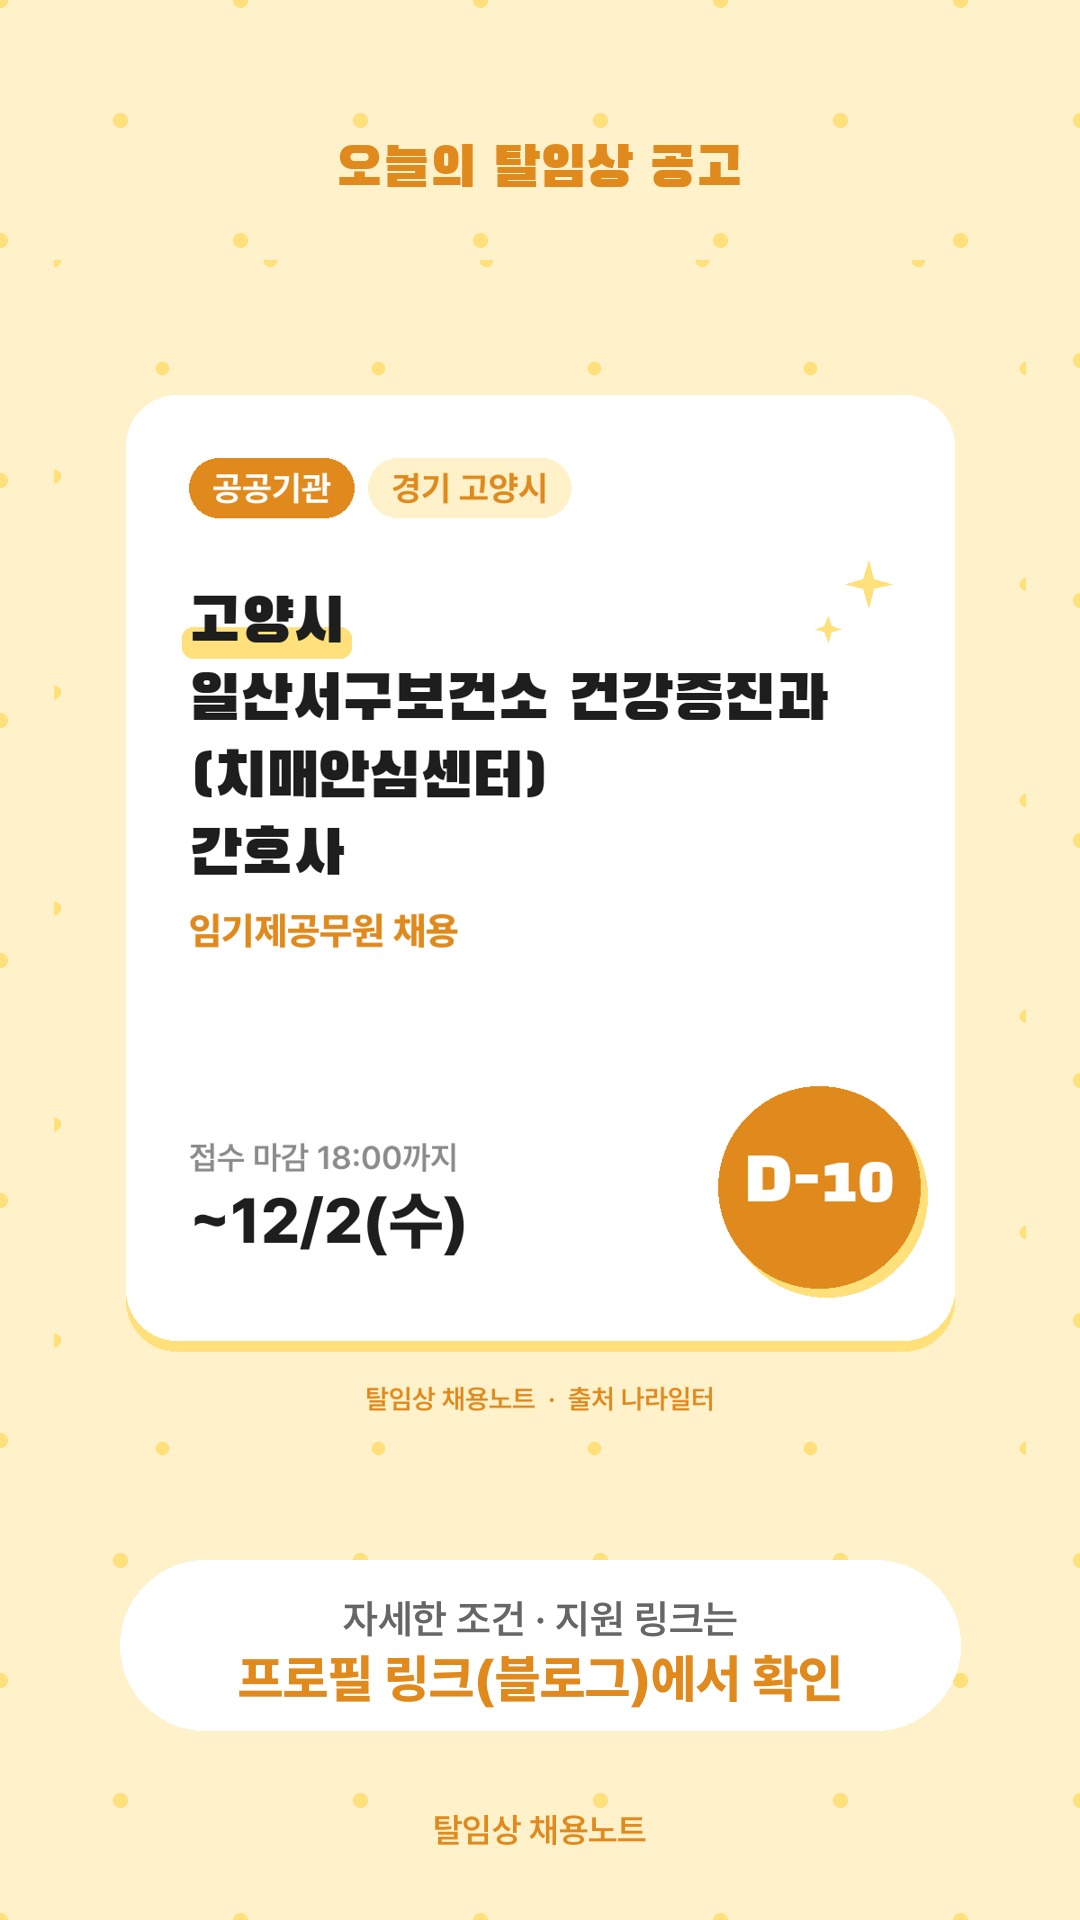 오늘의 탈임상 공고
공공기관
경기 고양시
고양시
일산서구보건소 건강증진과
(치매안심센터)
간호사
임기제공무원 채용
접수 마감 18:00까지
~12/2(수)
D-10
탈임상 채용노트 · 출처 나라일터
자세한 조건 · 지원 링크는
프로필 링크(블로그)에서 확인
탈임상 채용노트